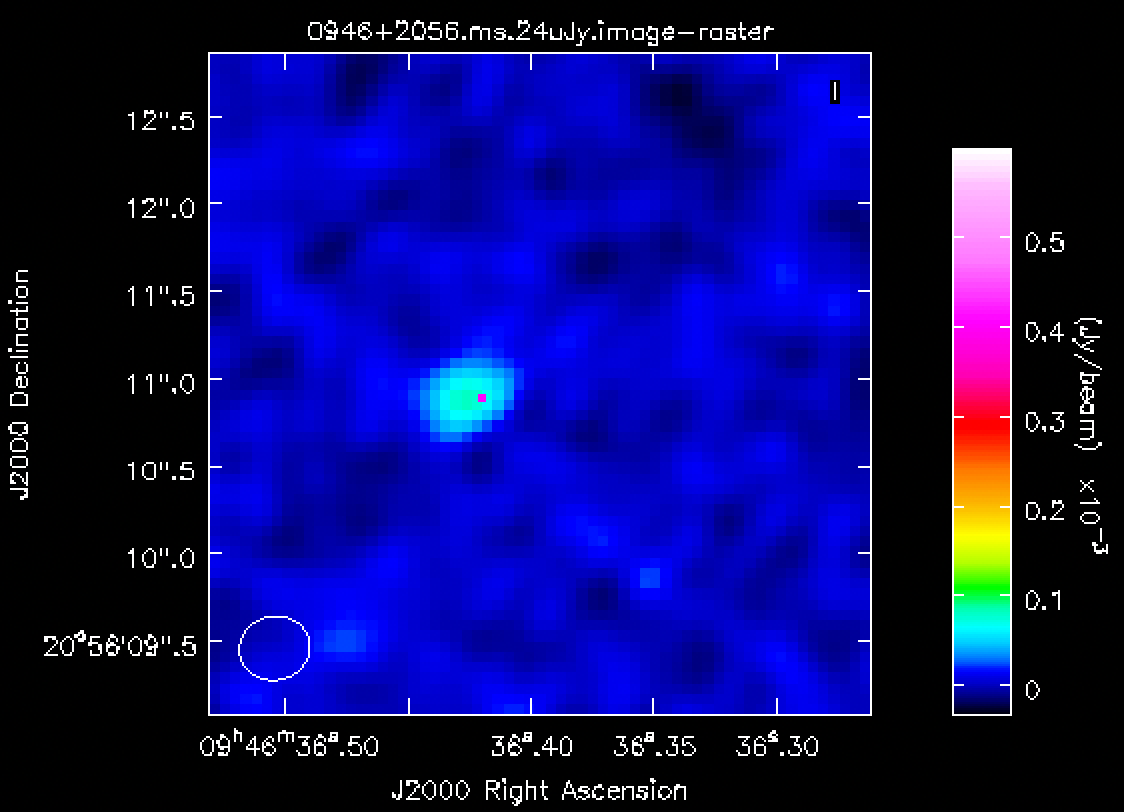 0946+2056.ms.24uJy.image-raster
I
12".5
12".0
11".5
11".0
10".5
10".0
20d56'09".5
J2000 Declination
09h46m36s.50
36s.40
36s.35
36s.30
J2000 Right Ascension
0.5
0.4
0.3
0.2
0.1
0
(Jy/beam) x10-3